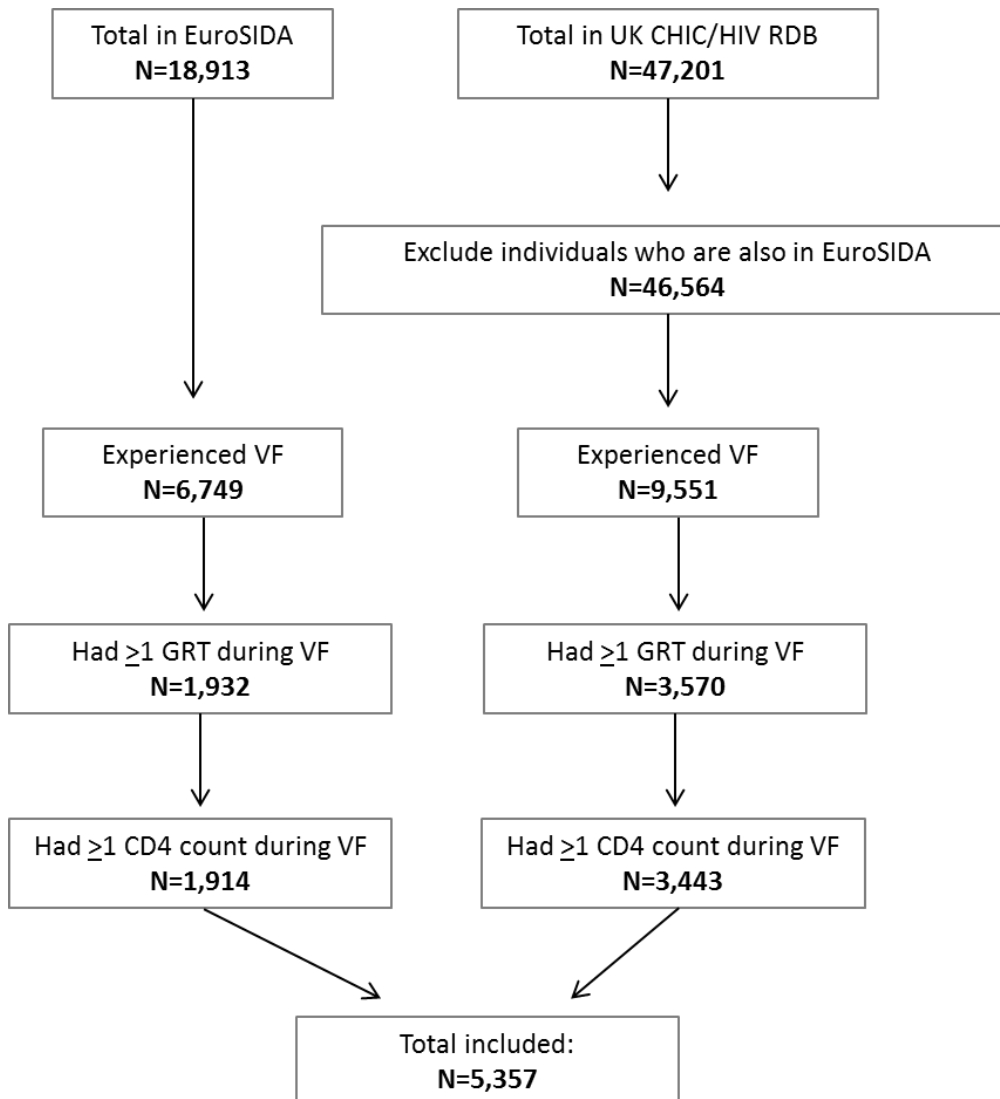 Total in EuroSIDA
N=18,913
Total in UK CHIC/HIV RDB
N=47,201
Exclude individuals who are also in EuroSIDA
N=46,564
Experienced VF
N=6,749
Experienced VF
N=9,551
Had ≥1 GRT during VF
N=1,932
Had ≥1 GRT during VF
N=3,570
Had ≥1 CD4 count during VF
N=1,914
Had ≥1 CD4 count during VF
N=3,443
Total included:
N=5,357